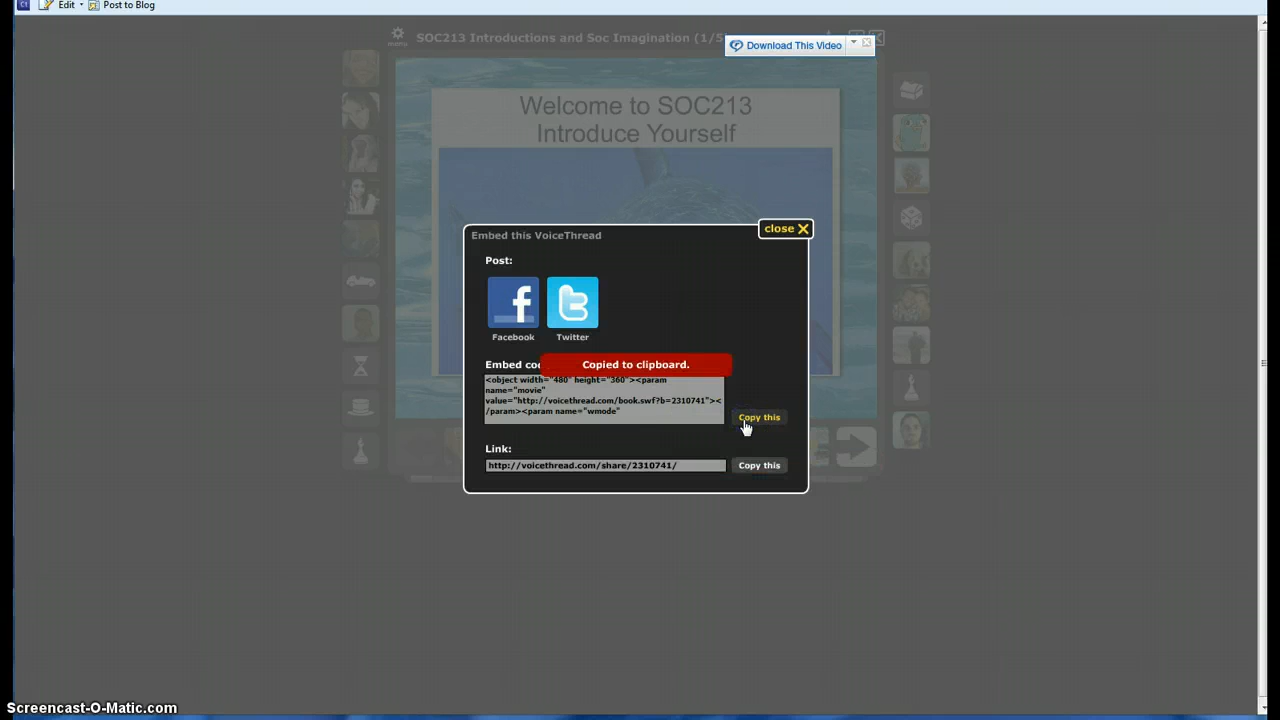 Edit
Post to Blog
menu
SOC213 Introductions and Soc Imagination (1/5
Download This Video
Welcome to SOC213
Introduce Yourself
close X
Embed this VoiceThread
Post:
Facebook
Twitter
Embed co
Copied to clipboard.
<object width="480" height="360"><param
name="movie"
value="http://voicethread.com/book.swf?b=2310741"><
/param><param name="wmode"
Copy this
Link:
http://voicethread.com/share/2310741/
Copy this
Screencast-O-Matic.com